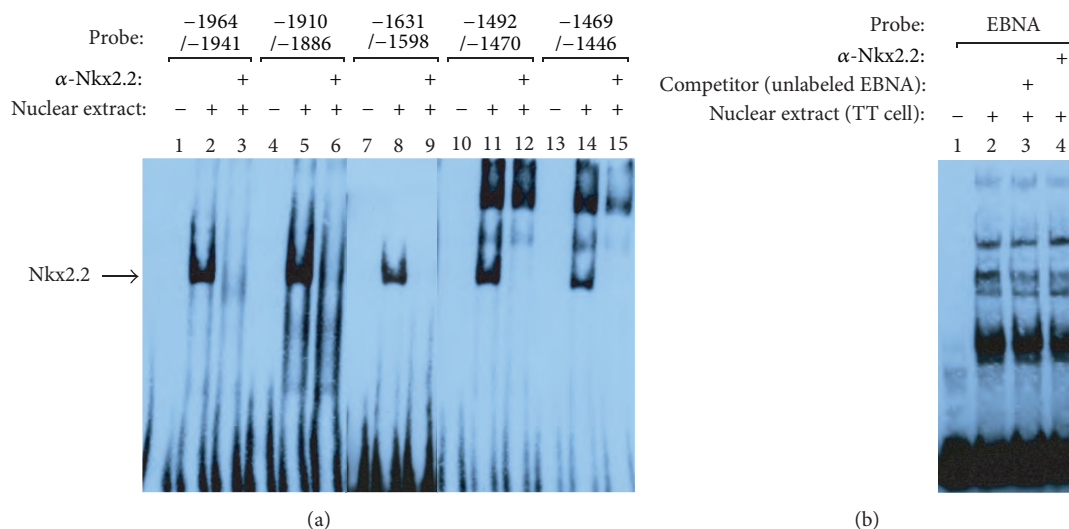 Probe: −1964 /−1941 −1910 /−1886 −1631 /−1598 −1492 /−1470 −1469 /−1446
α-Nkx2.2: + + + + +
Nuclear extract: − + + − + + − + + − + + − + +
1 2 3 4 5 6 7 8 9 10 11 12 13 14 15
Nkx2.2
(a)
Probe: EBNA
α-Nkx2.2: +
Competitor (unlabeled EBNA): +
Nuclear extract (TT cell): − + + +
1 2 3 4
(b)